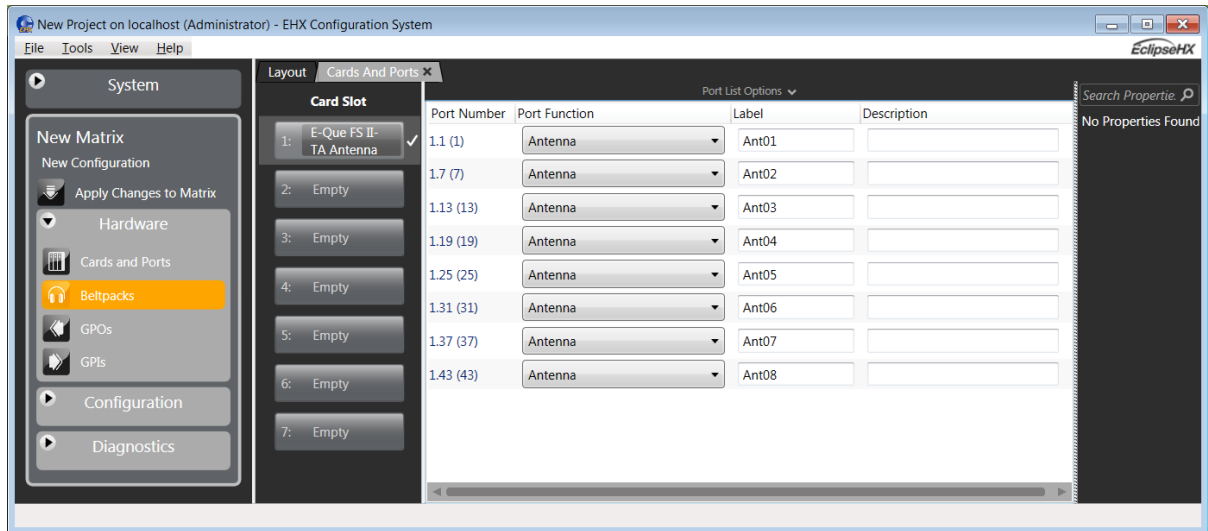 New Project on localhost (Administrator) - EHX Configuration System
File Tools View Help
EclipseHX
System
New Matrix
New Configuration
Apply Changes to Matrix
Hardware
Cards and Ports
Beltpacks
GPOs
GPIs
Configuration
Diagnostics
Layout Cards And Ports
Card Slot
1: E-Que FS II-
TA Antenna
2: Empty
3: Empty
4: Empty
5: Empty
6: Empty
7: Empty
Port List Options
Port Number Port Function Label Description
1.1 (1) Antenna Ant01
1.7 (7) Antenna Ant02
1.13 (13) Antenna Ant03
1.19 (19) Antenna Ant04
1.25 (25) Antenna Ant05
1.31 (31) Antenna Ant06
1.37 (37) Antenna Ant07
1.43 (43) Antenna Ant08
Search Propertie.
No Properties Found